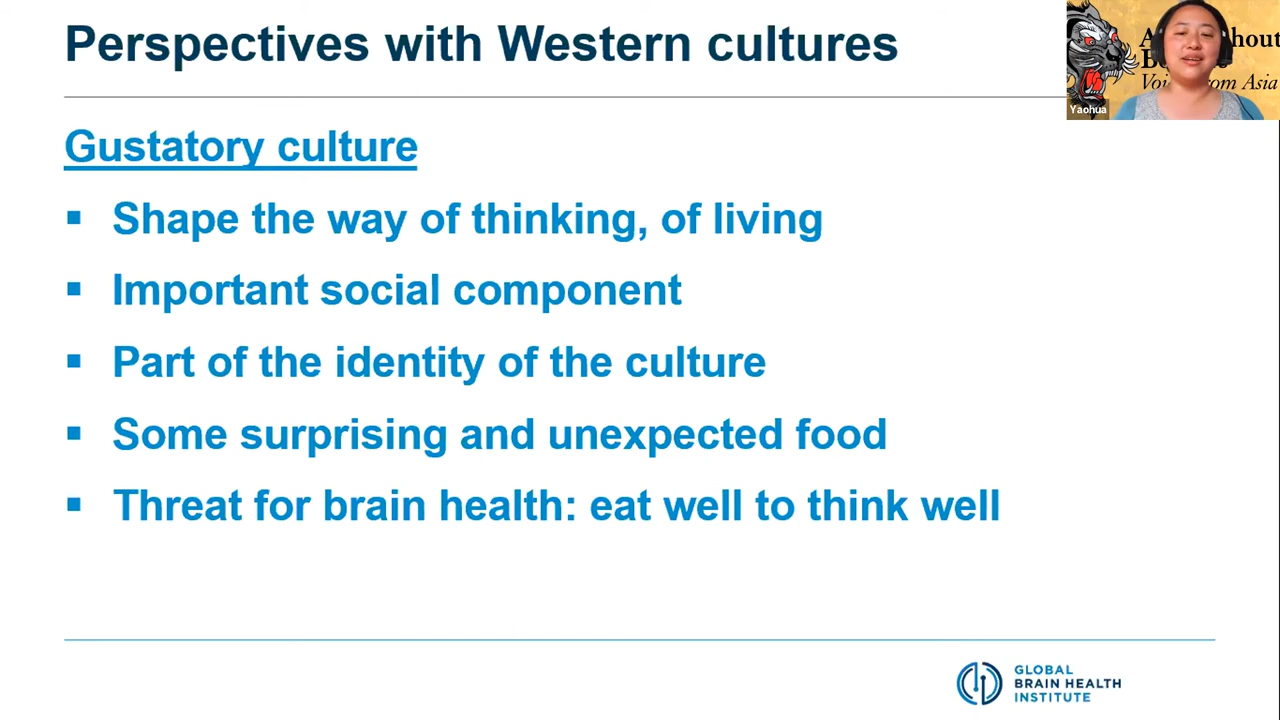 Perspectives with Western cultures
Gustatory culture
▪ Shape the way of thinking, of living
▪ Important social component
▪ Part of the identity of the culture
▪ Some surprising and unexpected food
▪ Threat for brain health: eat well to think well
hout
from Asia
Yaohua
GLOBAL
BRAIN HEALTH
INSTITUTE